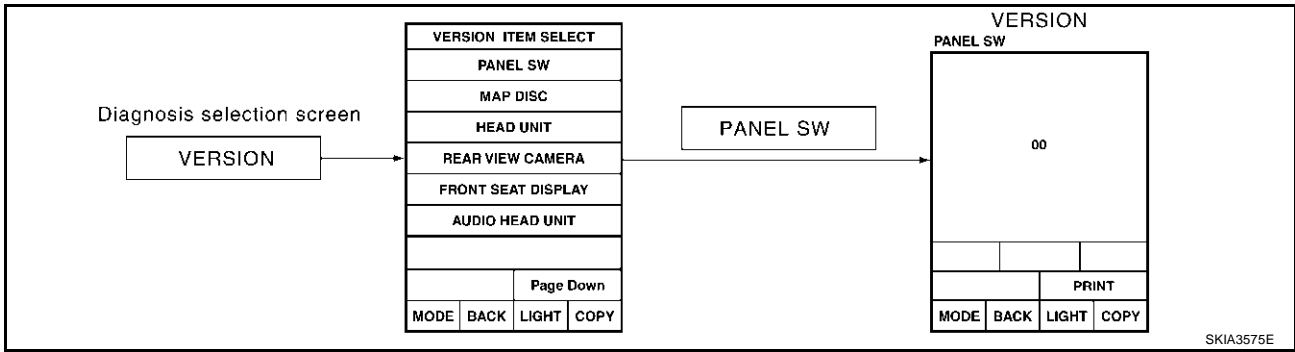 Diagnosis selection screen
VERSION
VERSION ITEM SELECT
PANEL SW
MAP DISC
HEAD UNIT
REAR VIEW CAMERA
FRONT SEAT DISPLAY
AUDIO HEAD UNIT
Page Down
MODE BACK LIGHT COPY
PANEL SW
VERSION
PANEL SW
00
PRINT
MODE BACK LIGHT COPY
SKIA3575E